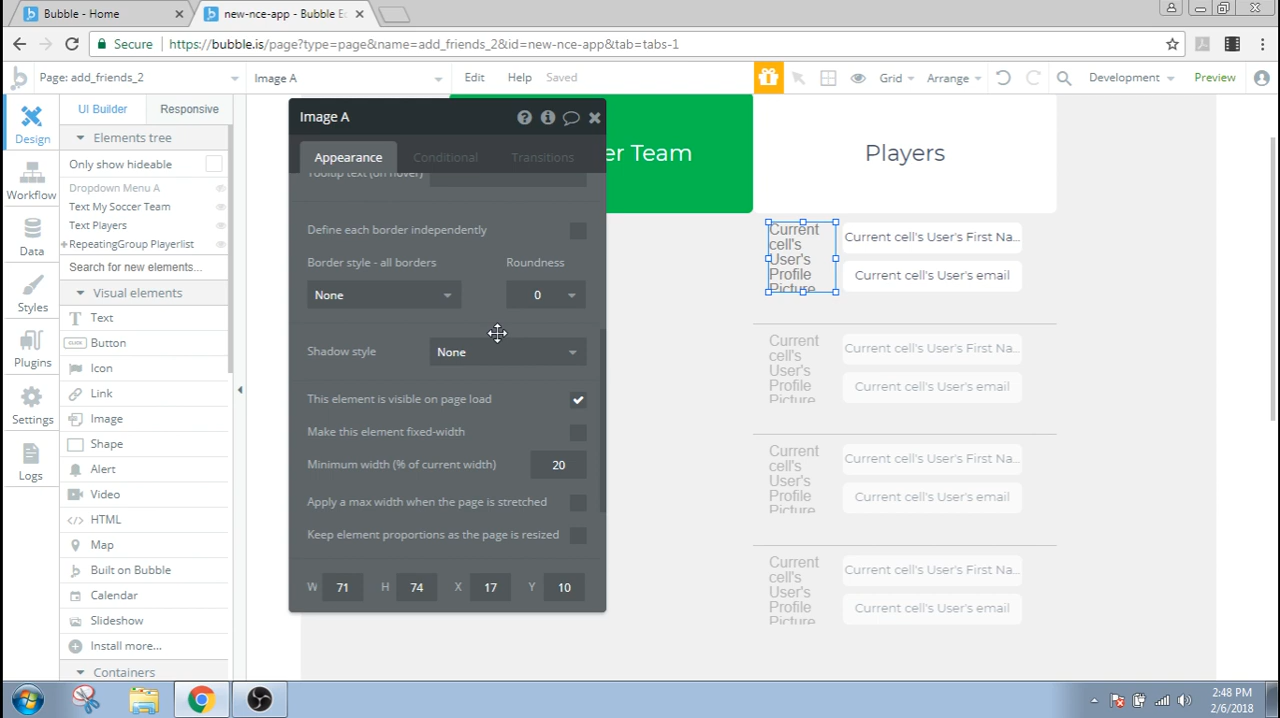 Bubble - Home
new-nce-app - Bubble Ed
Secure
https://bubble.is/page?type=page&name=add_friends_2&id=new-nce-app&tab=tabs-1
Page: add_friends_2
Image A
Edit
Help
Saved
Grid
Arrange
Development
Preview
Design
Workflow
Data
Styles
Plugins
Settings
Logs
UI Builder
Responsive
Elements tree
Only show hideable
Dropdown Menu A
Text My Soccer Team
Text Players
RepeatingGroup Playerlist
Search for new elements...
Visual elements
Text
CLICK
Button
Icon
Link
Image
Shape
Alert
Video
HTML
Map
Built on Bubble
Calendar
Slideshow
Install more...
Containers
Image A
Appearance
Conditional
Transitions
Tooltip text (on hover)
Define each border independently
Border style - all borders
Roundness
None
0
Shadow style
None
This element is visible on page load
Make this element fixed-width
Minimum width (% of current width)
20
Apply a max width when the page is stretched
Keep element proportions as the page is resized
W
71
H
74
X
17
Y
10
er Team
Players
Current
cell's
User's
Profile
Picture
Current cell's User's First Na...
Current cell's User's email
Current
cell's
User's
Profile
Picture
Current cell's User's First Na...
Current cell's User's email
Current
cell's
User's
Profile
Picture
Current cell's User's First Na...
Current cell's User's email
Current
cell's
User's
Profile
Picture
Current cell's User's First Na...
Current cell's User's email
2:48 PM
2/6/2018